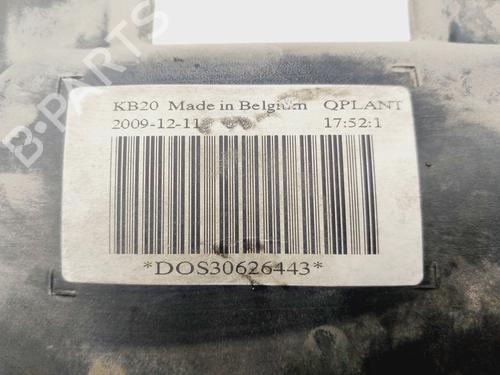 KB20 Made in Belgium QPLANT
2009-12-11 17:52:1
*DOS30626443*
B-PARTS